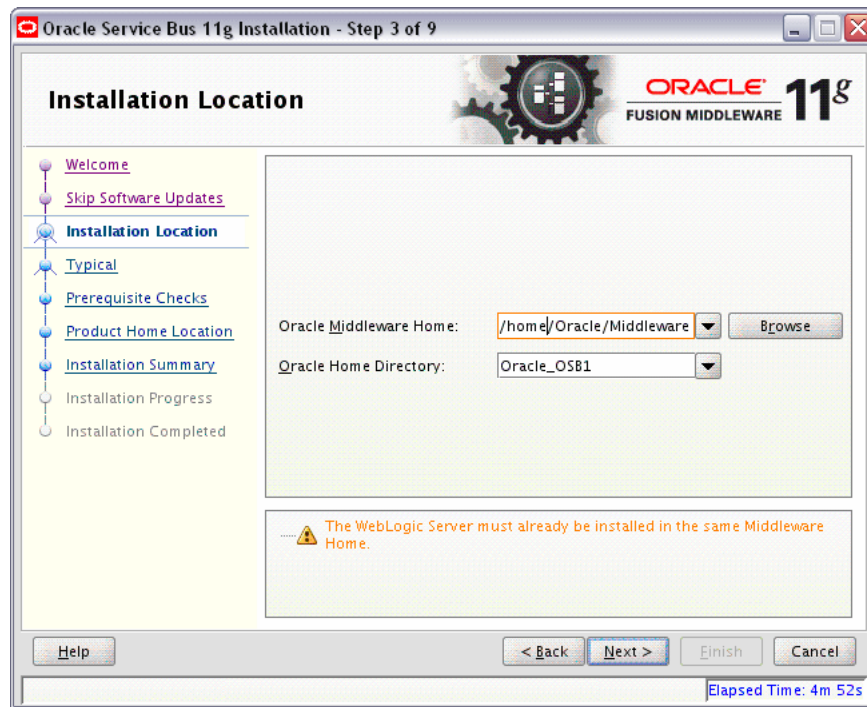 Oracle Service Bus 11g Installation - Step 3 of 9
Installation Location
ORACLE
FUSION MIDDLEWARE
11g
Welcome
Skip Software Updates
Installation Location
Typical
Prerequisite Checks
Product Home Location
Installation Summary
Installation Progress
Installation Completed
Oracle Middleware Home: /home/Oracle/Middleware Browse
Oracle Home Directory: Oracle_OSB1
The WebLogic Server must already be installed in the same Middleware
Home.
Help < Back Next > Finish Cancel
Elapsed Time: 4m 52s